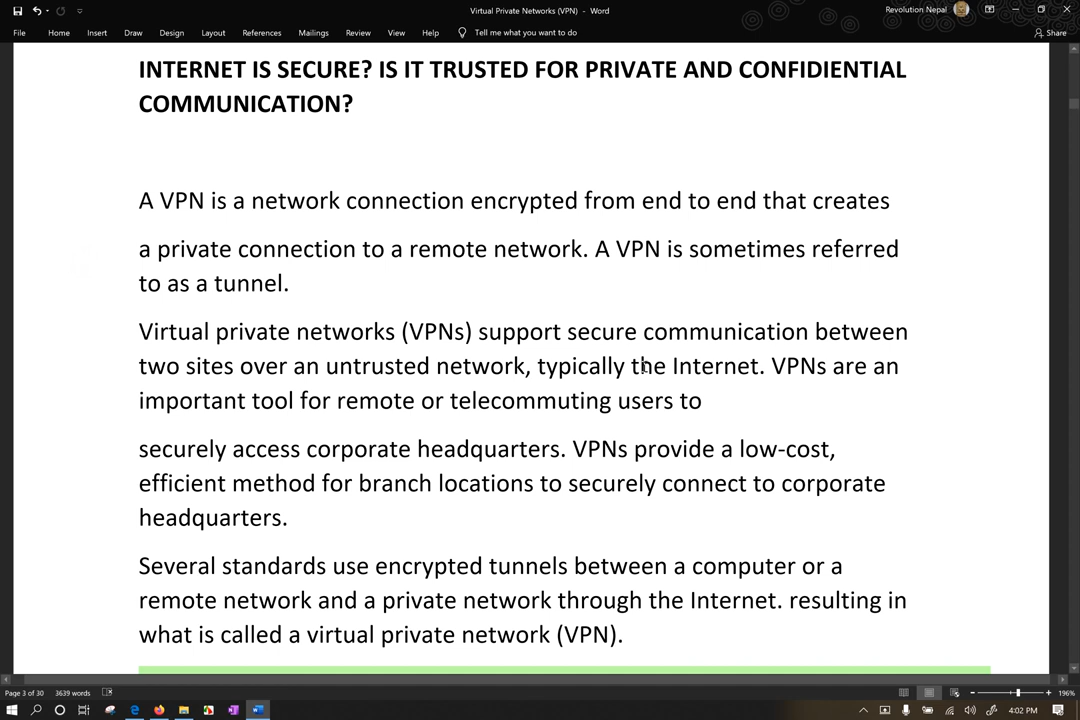 Virtual Private Networks (VPN) - Word
Revolution Nepal
File Home Insert Draw Design Layout References Mailings Review View Help Tell me what you want to do
Share
INTERNET IS SECURE? IS IT TRUSTED FOR PRIVATE AND CONFIDIENTIAL
COMMUNICATION?
A VPN is a network connection encrypted from end to end that creates
a private connection to a remote network. A VPN is sometimes referred
to as a tunnel.
Virtual private networks (VPNs) support secure communication between
two sites over an untrusted network, typically the Internet. VPNs are an
important tool for remote or telecommuting users to
securely access corporate headquarters. VPNs provide a low-cost,
efficient method for branch locations to securely connect to corporate
headquarters.
Several standards use encrypted tunnels between a computer or a
remote network and a private network through the Internet. resulting in
what is called a virtual private network (VPN).
Page 3 of 30 3639 words
196%
4:02 PM